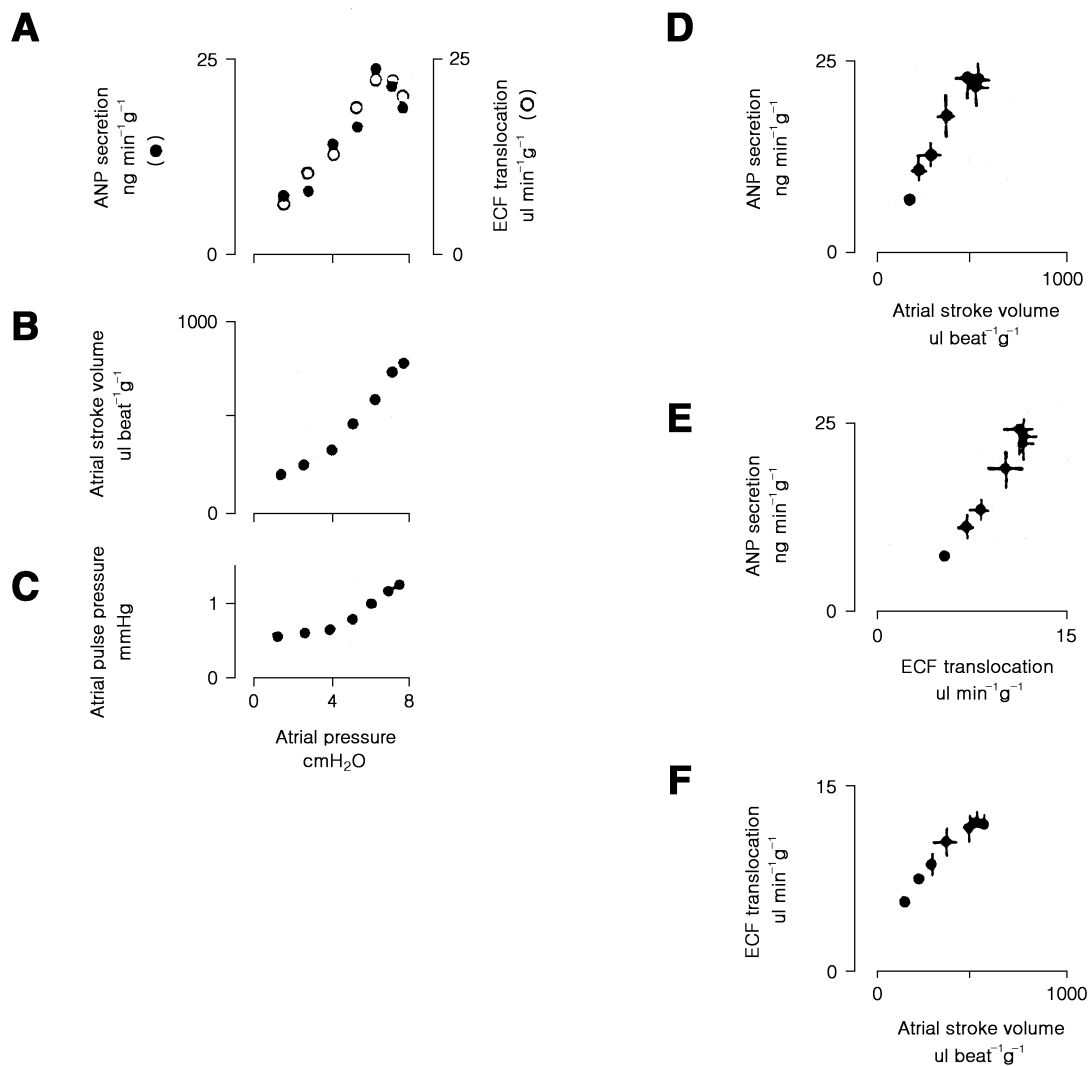 A
25
0
ANP secretion
ng min⁻¹g⁻¹
(●)
25
0
ECF translocation
ul min⁻¹g⁻¹ (○)
B
1000
0
Atrial stroke volume
ul beat⁻¹g⁻¹
C
1
0
Atrial pulse pressure
mmHg
0 4 8
Atrial pressure
cmH₂O
D
25
0
ANP secretion
ng min⁻¹g⁻¹
0 1000
Atrial stroke volume
ul beat⁻¹g⁻¹
E
25
0
ANP secretion
ng min⁻¹g⁻¹
0 15
ECF translocation
ul min⁻¹g⁻¹
F
15
0
ECF translocation
ul min⁻¹g⁻¹
0 1000
Atrial stroke volume
ul beat⁻¹g⁻¹